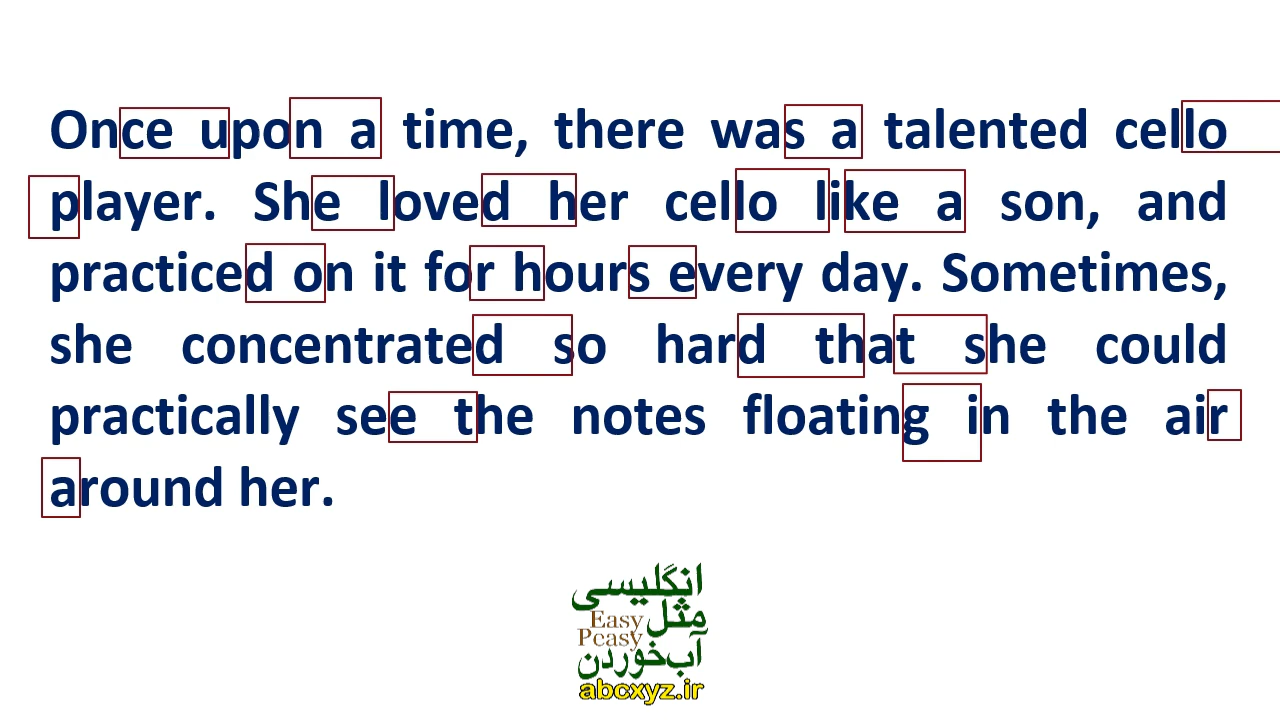 Once upon a time, there was a talented cello
player. She loved her cello like a son, and
practiced on it for hours every day. Sometimes,
she concentrated so hard that she could
practically see the notes floating in the air
around her.
انگلیسی
مثل
Easy
Peasy
آب‌خوردن
abcxyz.ir